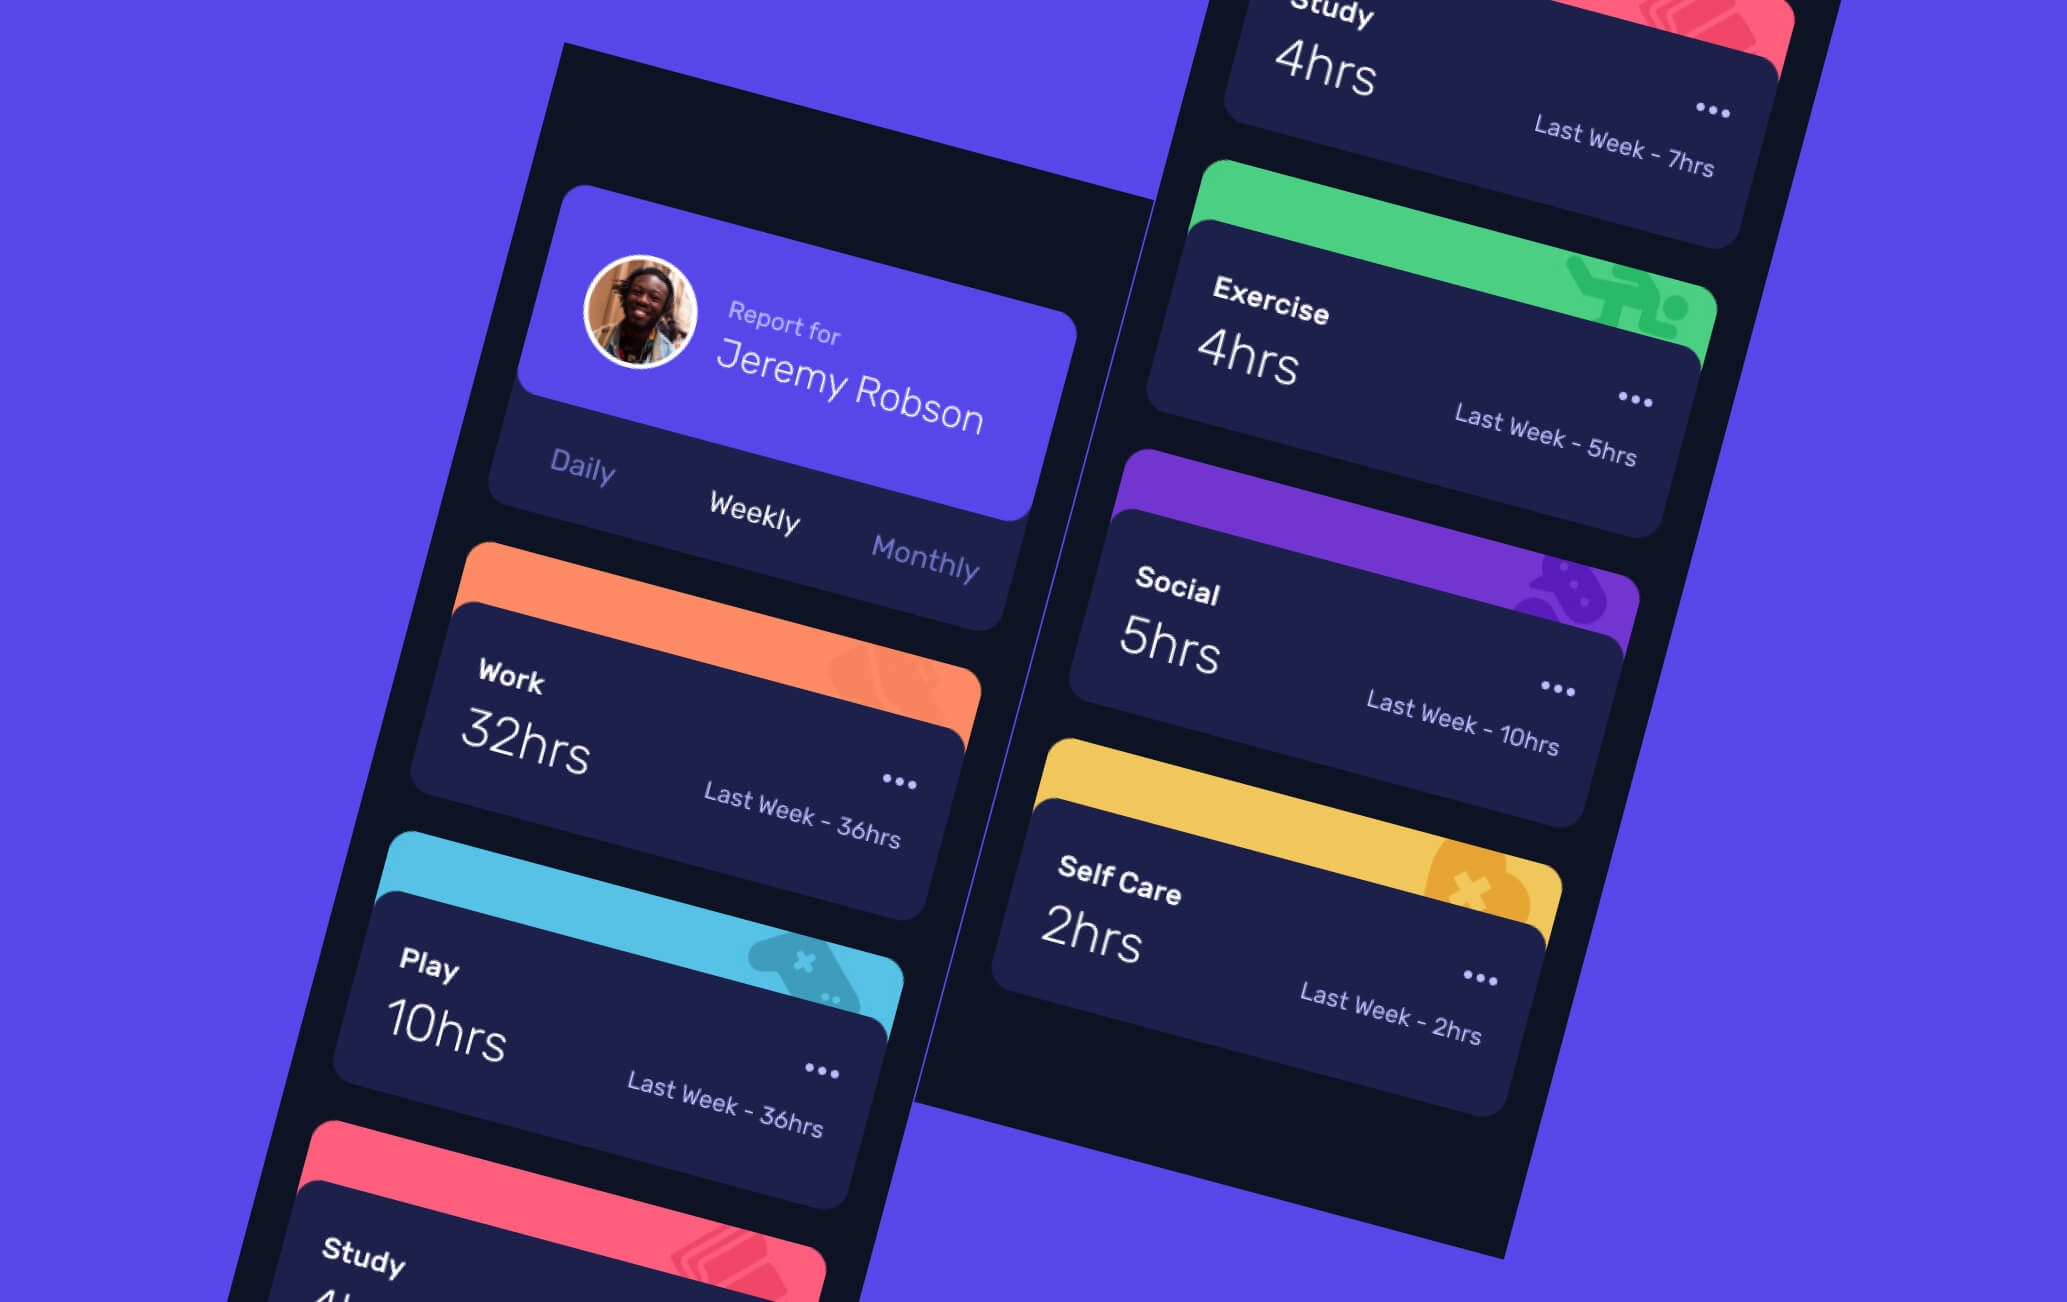 Report for
Jeremy Robson
Daily
Weekly
Monthly
Work
32hrs
Last Week - 36hrs
Play
10hrs
Last Week - 36hrs
Study
Study
4hrs
Last Week - 7hrs
Exercise
4hrs
Last Week - 5hrs
Social
5hrs
Last Week - 10hrs
Self Care
2hrs
Last Week - 2hrs